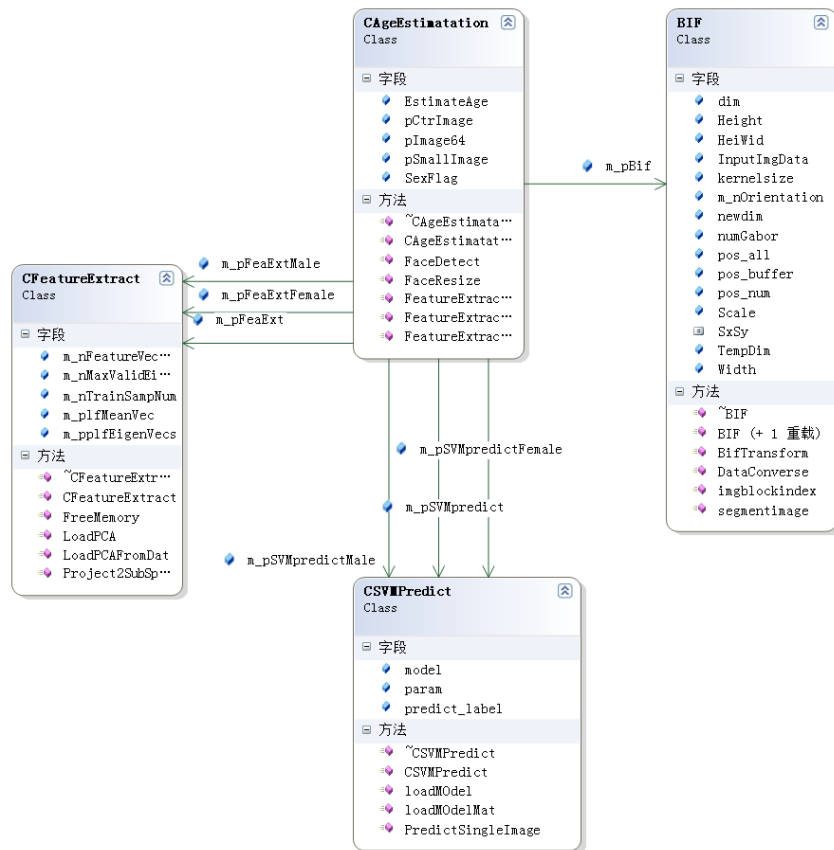 CAgeEstimatation
Class
字段
EstimateAge
pCtrImage
pImage64
pSmallImage
SexFlag
方法
~CAgeEstimata…
CAgeEstimatat…
FaceDetect
FaceResize
FeatureExtrac…
FeatureExtrac…
FeatureExtrac…
m_pBif
BIF
Class
字段
dim
Height
HeiWid
InputImgData
kernelsize
m_nOrientation
newdim
numGabor
pos_all
pos_buffer
pos_num
Scale
SxSy
TempDim
Width
方法
~BIF
BIF (+ 1 重载)
BifTransform
DataConverse
imgblockindex
segmentimage
m_pFeaExtMale
m_pFeaExtFemale
m_pFeaExt
CFeatureExtract
Class
字段
m_nFeatureVec…
m_nMaxValidEi…
m_nTrainSampNum
m_plfMeanVec
m_pplfEigenVecs
方法
~CFeatureExtr…
CFeatureExtract
FreeMemory
LoadPCA
LoadPCAFromDat
Project2SubSp…
m_pSVMpredictFemale
m_pSVMpredict
m_pSVMpredictMale
CSVMPredict
Class
字段
model
param
predict_label
方法
~CSVMPredict
CSVMPredict
loadMOdel
loadMOdelMat
PredictSingleImage